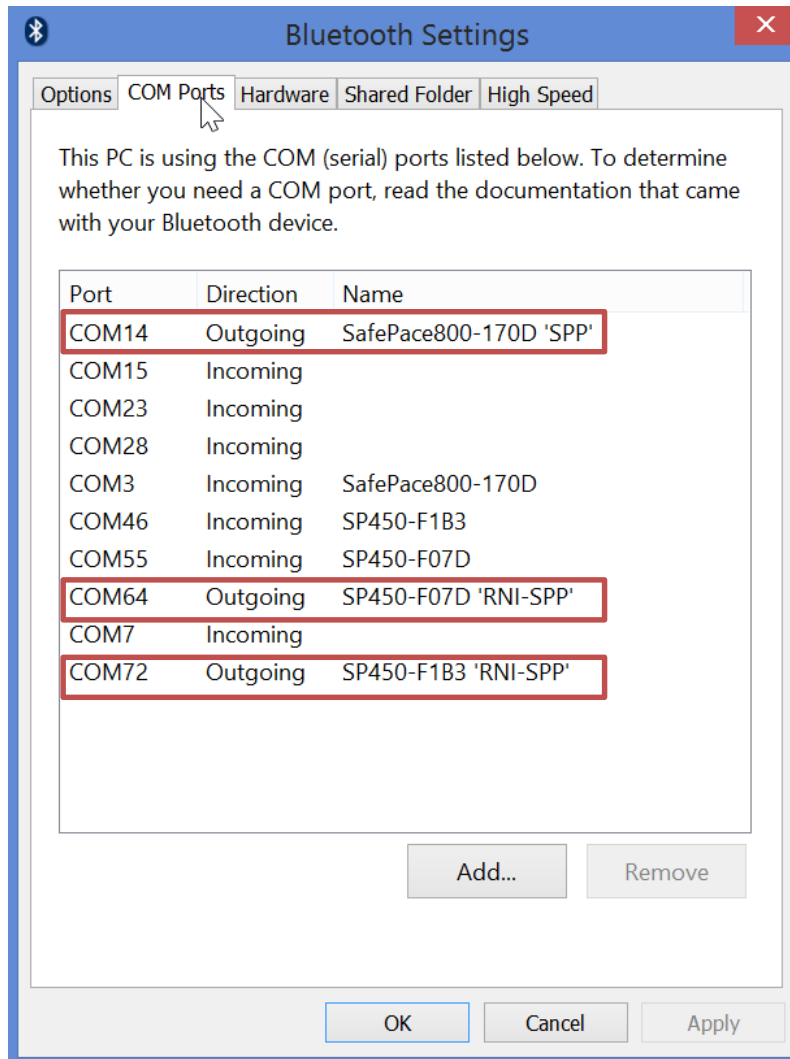 Bluetooth Settings
Options COM Ports Hardware Shared Folder High Speed
This PC is using the COM (serial) ports listed below. To determine
whether you need a COM port, read the documentation that came
with your Bluetooth device.
Port Direction Name
COM14 Outgoing SafePace800-170D 'SPP'
COM15 Incoming
COM23 Incoming
COM28 Incoming
COM3 Incoming SafePace800-170D
COM46 Incoming SP450-F1B3
COM55 Incoming SP450-F07D
COM64 Outgoing SP450-F07D 'RNI-SPP'
COM7 Incoming
COM72 Outgoing SP450-F1B3 'RNI-SPP'
Add... Remove
OK Cancel Apply